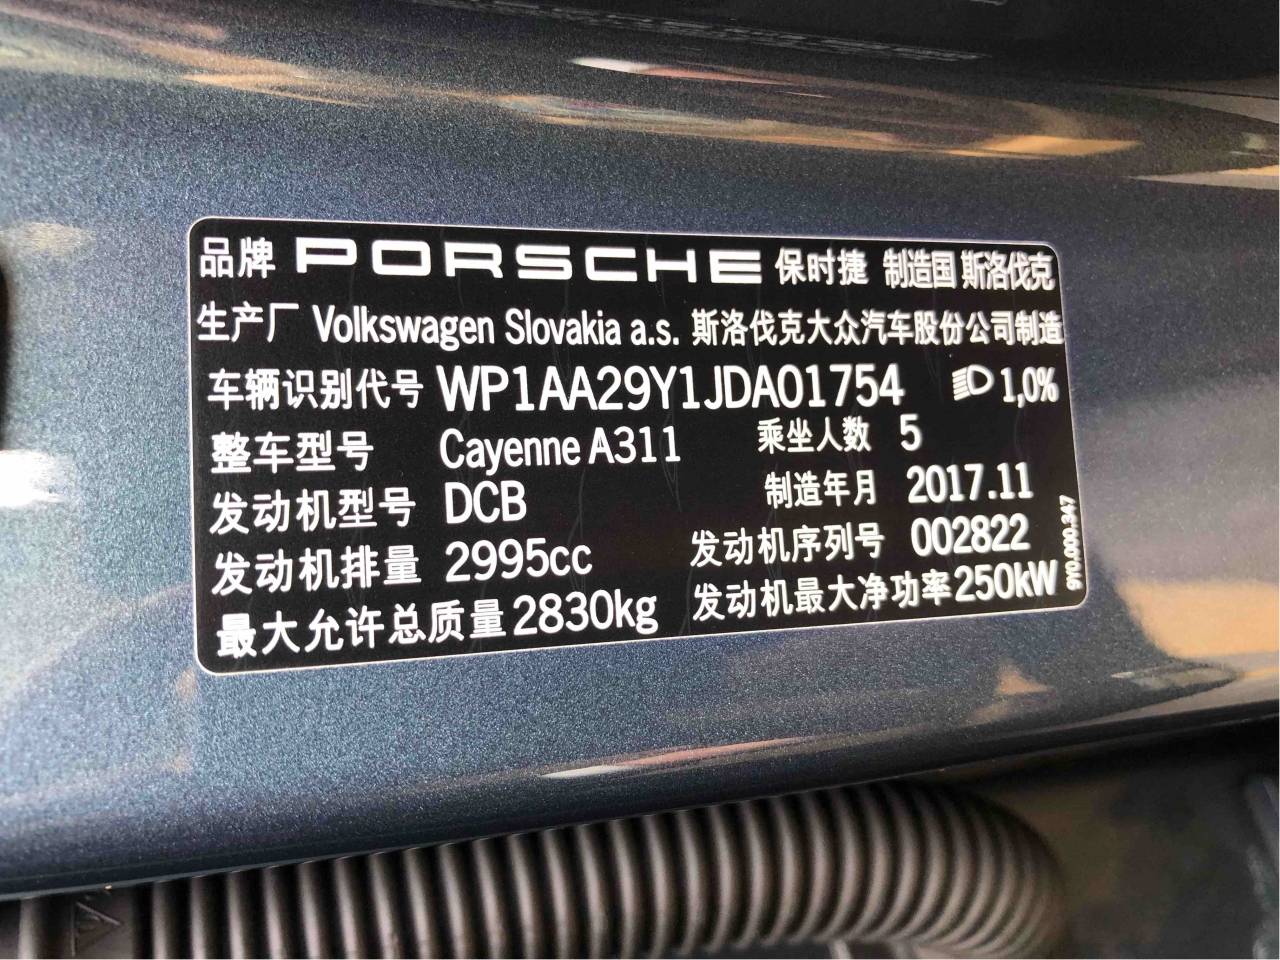 品牌 PORSCHE 保时捷 制造国 斯洛伐克
生产厂 Volkswagen Slovakia a.s. 斯洛伐克大众汽车股份公司制造
车辆识别代号 WP1AA29Y1JDA01754 1,0%
整车型号 Cayenne A311 乘坐人数 5
发动机型号 DCB 制造年月 2017.11
发动机排量 2995cc 发动机序列号 002822
最大允许总质量 2830kg 发动机最大净功率 250kW
9Y0.000.347